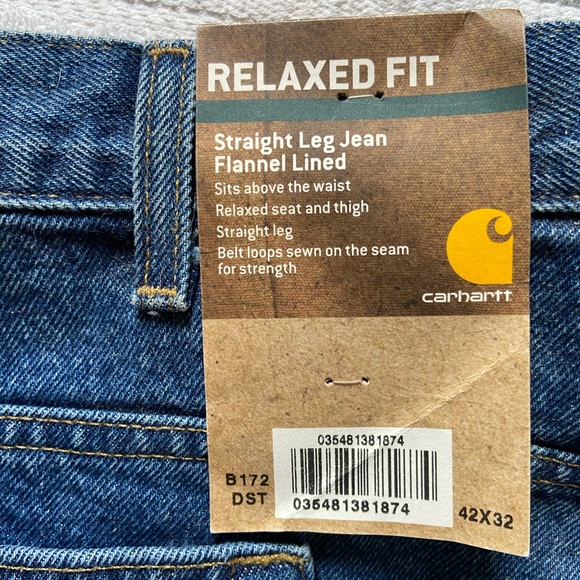 RELAXED FIT
Straight Leg Jean
Flannel Lined
Sits above the waist
Relaxed seat and thigh
Straight leg
Belt loops sewn on the seam
for strength
carhartt
035481381874
B172
DST
035481381874
42X32